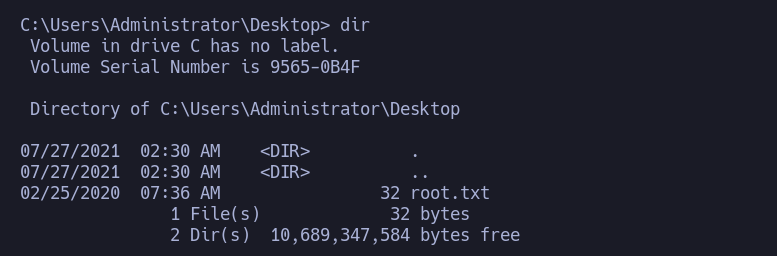 C:\Users\Administrator\Desktop> dir
 Volume in drive C has no label.
 Volume Serial Number is 9565-0B4F

 Directory of C:\Users\Administrator\Desktop

07/27/2021  02:30 AM    <DIR>          .
07/27/2021  02:30 AM    <DIR>          ..
02/25/2020  07:36 AM                32 root.txt
               1 File(s)             32 bytes
               2 Dir(s)  10,689,347,584 bytes free